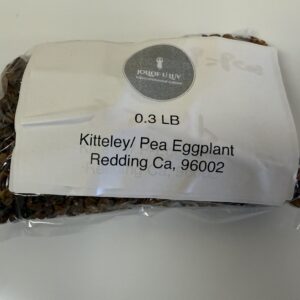 JOLLOF U LUV
0.3 LB
Kitteley/ Pea Eggplant
Redding Ca, 96002